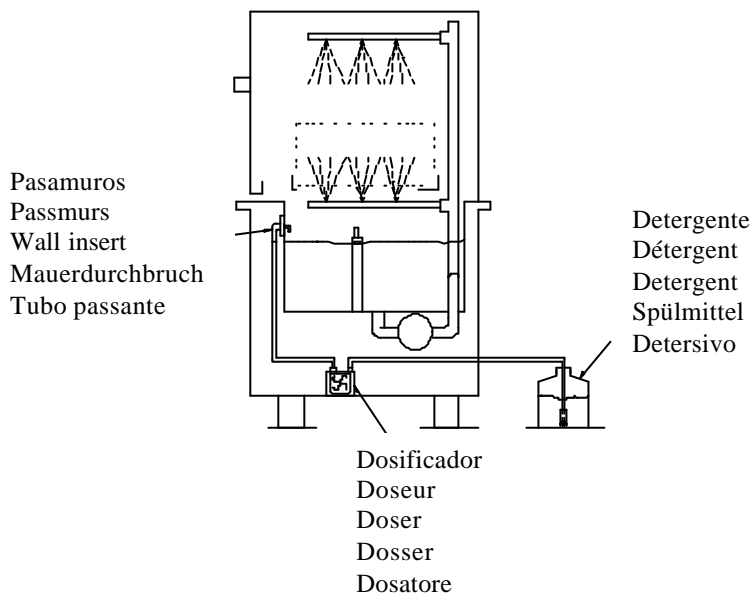 Pasamuros
Passmurs
Wall insert
Mauerdurchbruch
Tubo passante
Detergente
Détergent
Detergent
Spülmittel
Detersivo
Dosificador
Doseur
Doser
Dosser
Dosatore